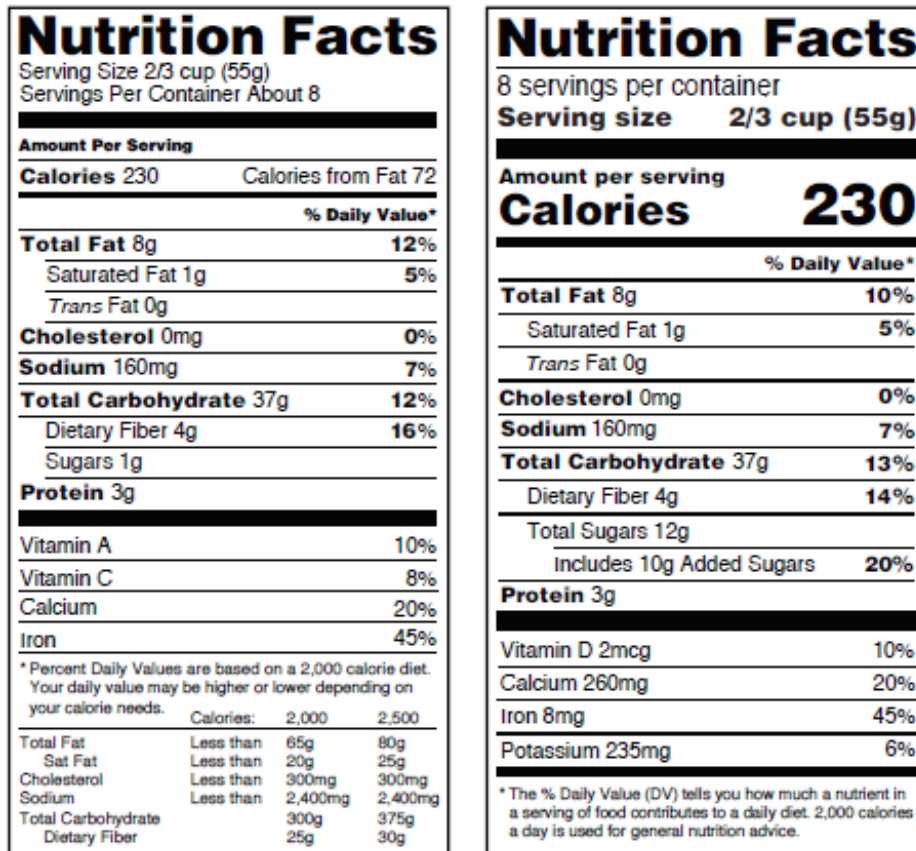 Nutrition Facts
Serving Size 2/3 cup (55g)
Servings Per Container About 8
Amount Per Serving
Calories 230 Calories from Fat 72
% Daily Value*
Total Fat 8g 12%
Saturated Fat 1g 5%
Trans Fat 0g
Cholesterol 0mg 0%
Sodium 160mg 7%
Total Carbohydrate 37g 12%
Dietary Fiber 4g 16%
Sugars 1g
Protein 3g
Vitamin A 10%
Vitamin C 8%
Calcium 20%
Iron 45%
* Percent Daily Values are based on a 2,000 calorie diet.
Your daily value may be higher or lower depending on
your calorie needs.
Calories: 2,000 2,500
Total Fat Less than 65g 80g
Sat Fat Less than 20g 25g
Cholesterol Less than 300mg 300mg
Sodium Less than 2,400mg 2,400mg
Total Carbohydrate 300g 375g
Dietary Fiber 25g 30g
Nutrition Facts
8 servings per container
Serving size 2/3 cup (55g)
Amount per serving
Calories 230
% Daily Value*
Total Fat 8g 10%
Saturated Fat 1g 5%
Trans Fat 0g
Cholesterol 0mg 0%
Sodium 160mg 7%
Total Carbohydrate 37g 13%
Dietary Fiber 4g 14%
Total Sugars 12g
Includes 10g Added Sugars 20%
Protein 3g
Vitamin D 2mcg 10%
Calcium 260mg 20%
Iron 8mg 45%
Potassium 235mg 6%
* The % Daily Value (DV) tells you how much a nutrient in
a serving of food contributes to a daily diet. 2,000 calories
a day is used for general nutrition advice.